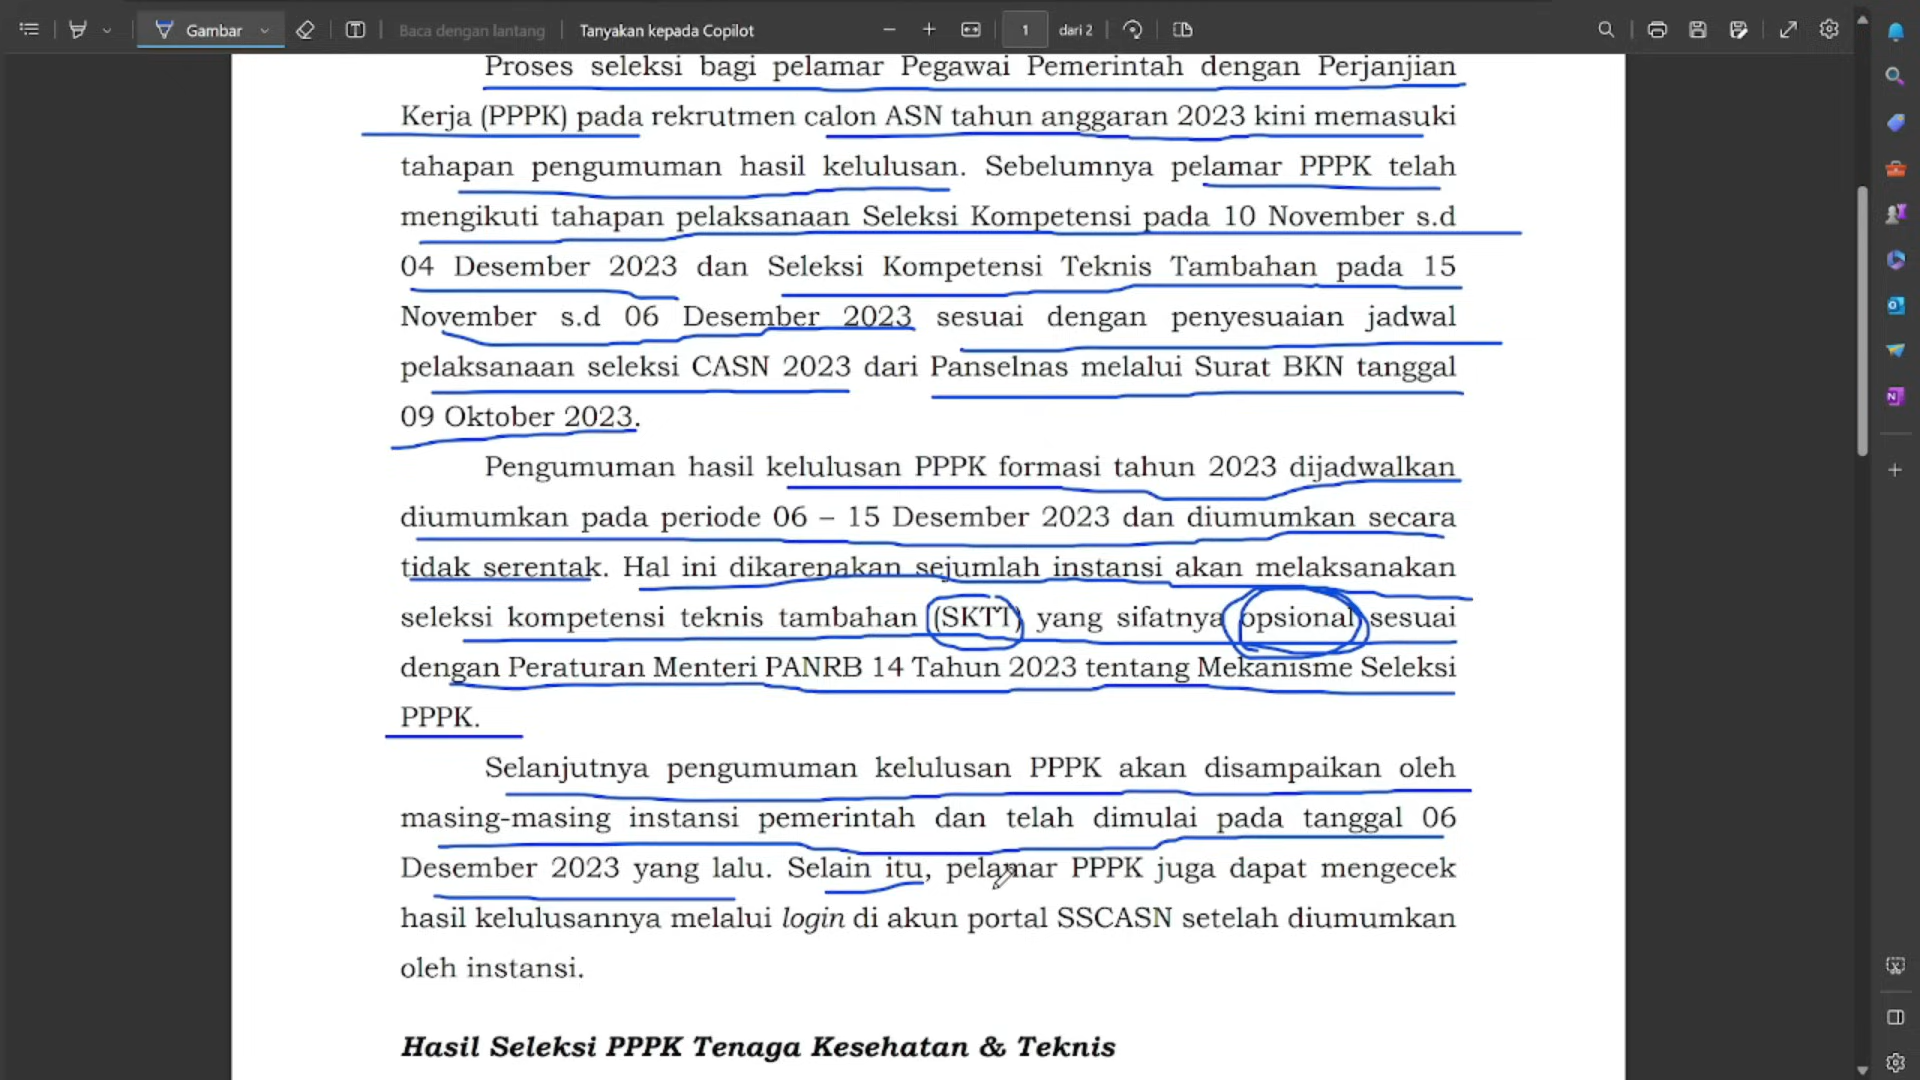 Gambar
Baca dengan lantang
Tanyakan kepada Copilot
1 dari 2
Proses seleksi bagi pelamar Pegawai Pemerintah dengan Perjanjian
Kerja (PPPK) pada rekrutmen calon ASN tahun anggaran 2023 kini memasuki
tahapan pengumuman hasil kelulusan. Sebelumnya pelamar PPPK telah
mengikuti tahapan pelaksanaan Seleksi Kompetensi pada 10 November s.d
04 Desember 2023 dan Seleksi Kompetensi Teknis Tambahan pada 15
November s.d 06 Desember 2023 sesuai dengan penyesuaian jadwal
pelaksanaan seleksi CASN 2023 dari Panselnas melalui Surat BKN tanggal
09 Oktober 2023.
Pengumuman hasil kelulusan PPPK formasi tahun 2023 dijadwalkan
diumumkan pada periode 06 – 15 Desember 2023 dan diumumkan secara
tidak serentak. Hal ini dikarenakan sejumlah instansi akan melaksanakan
seleksi kompetensi teknis tambahan (SKTT) yang sifatnya opsional sesuai
dengan Peraturan Menteri PANRB 14 Tahun 2023 tentang Mekanisme Seleksi
PPPK.
Selanjutnya pengumuman kelulusan PPPK akan disampaikan oleh
masing-masing instansi pemerintah dan telah dimulai pada tanggal 06
Desember 2023 yang lalu. Selain itu, pelamar PPPK juga dapat mengecek
hasil kelulusannya melalui login di akun portal SSCASN setelah diumumkan
oleh instansi.
Hasil Seleksi PPPK Tenaga Kesehatan & Teknis